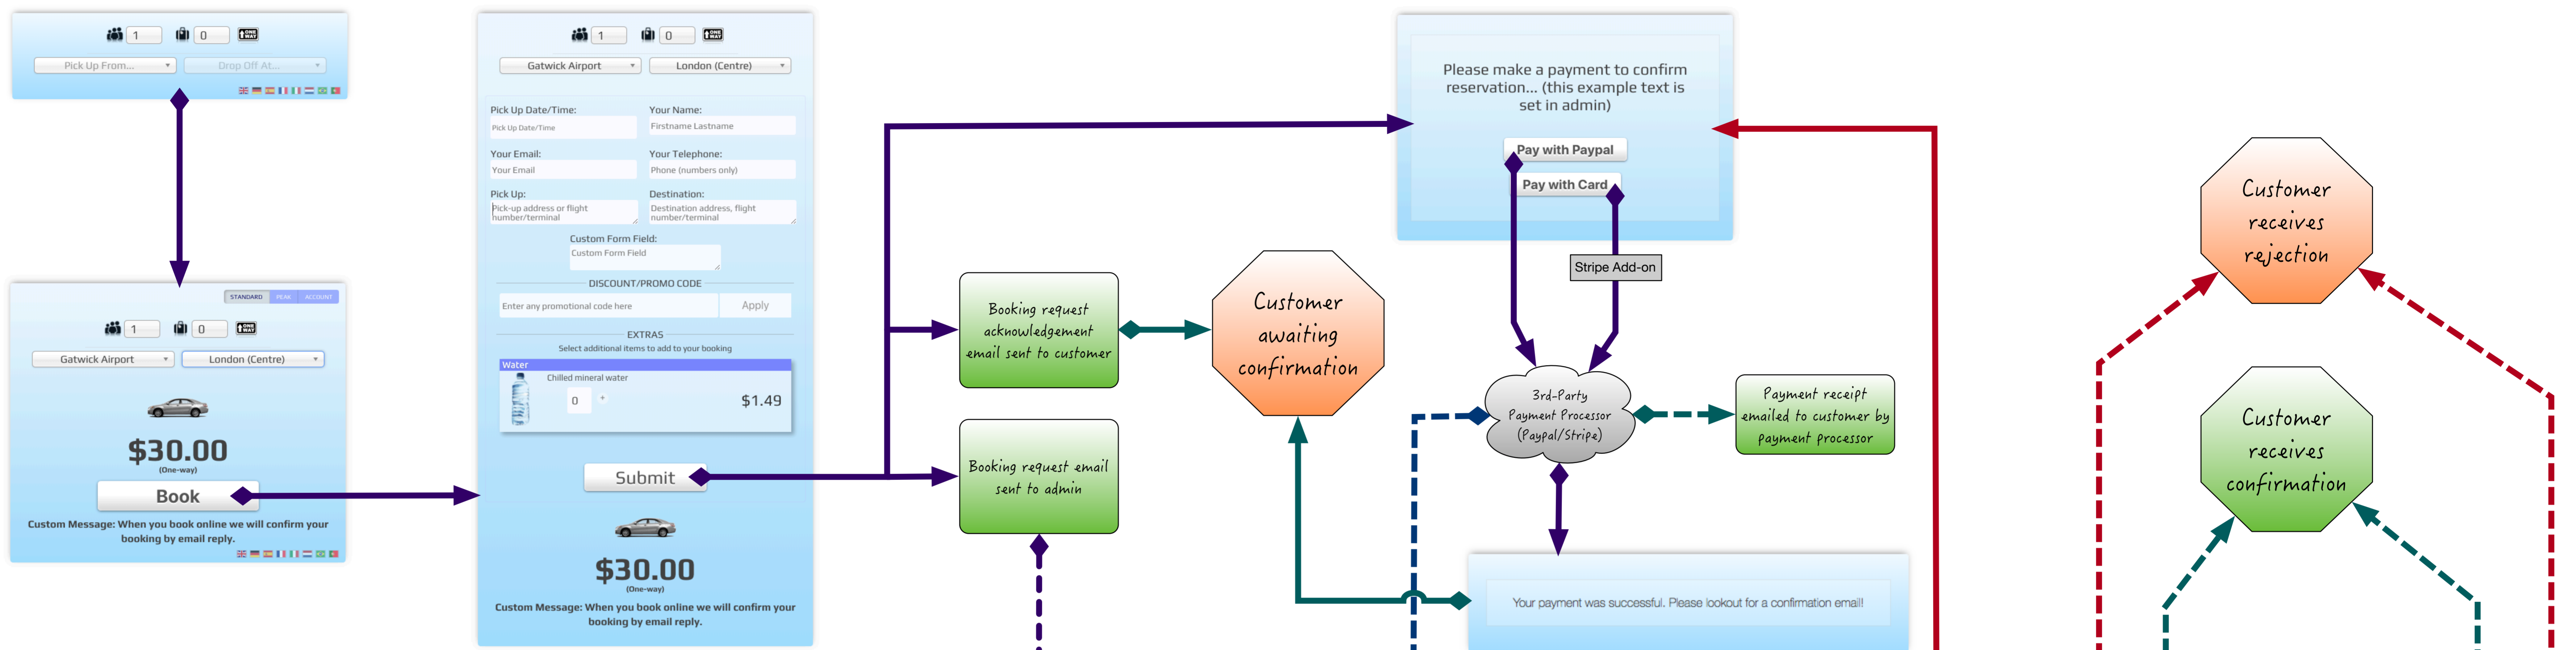 1
0
ONE WAY
Pick Up From...
Drop Off At...
STANDARD
PEAK
ACCOUNT
1
0
ONE WAY
Gatwick Airport
London (Centre)
$30.00
(One-way)
Book
Custom Message: When you book online we will confirm your
booking by email reply.
1
0
ONE WAY
Gatwick Airport
London (Centre)
Pick Up Date/Time:
Your Name:
Pick Up Date/Time
Firstname Lastname
Your Email:
Your Telephone:
Your Email
Phone (numbers only)
Pick Up:
Destination:
Pick-up address or flight
number/terminal
Destination address, flight
number/terminal
Custom Form Field:
Custom Form Field
DISCOUNT/PROMO CODE
Enter any promotional code here
Apply
EXTRAS
Select additional items to add to your booking
Water
Chilled mineral water
0
+
$1.49
Submit
$30.00
(One-way)
Custom Message: When you book online we will confirm your
booking by email reply.
Booking request
acknowledgement
email sent to customer
Booking request email
sent to admin
Customer
awaiting
confirmation
Please make a payment to confirm
reservation... (this example text is
set in admin)
Pay with Paypal
Pay with Card
Stripe Add-on
3rd-Party
Payment Processor
(Paypal/Stripe)
Payment receipt
emailed to customer by
payment processor
Your payment was successful. Please lookout for a confirmation email!
Customer
receives
rejection
Customer
receives
confirmation